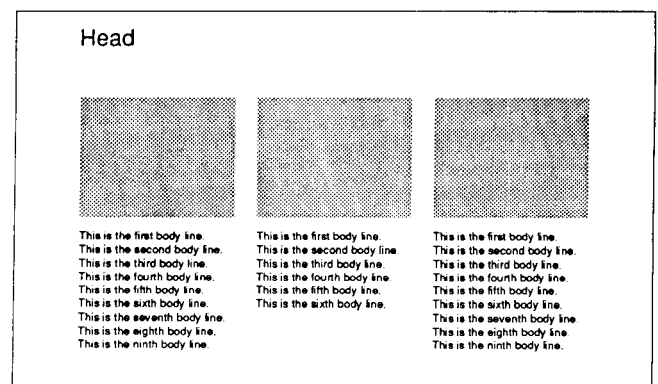 Head
This is the first body line.
This is the second body line.
This is the third body line.
This is the fourth body line.
This is the fifth body line.
This is the sixth body line.
This is the seventh body line.
This is the eighth body line.
This is the ninth body line.
This is the first body line.
This is the second body line.
This is the third body line.
This is the fourth body line.
This is the fifth body line.
This is the sixth body line.
This is the first body line.
This is the second body line.
This is the third body line.
This is the fourth body line.
This is the fifth body line.
This is the sixth body line.
This is the seventh body line.
This is the eighth body line.
This is the ninth body line.